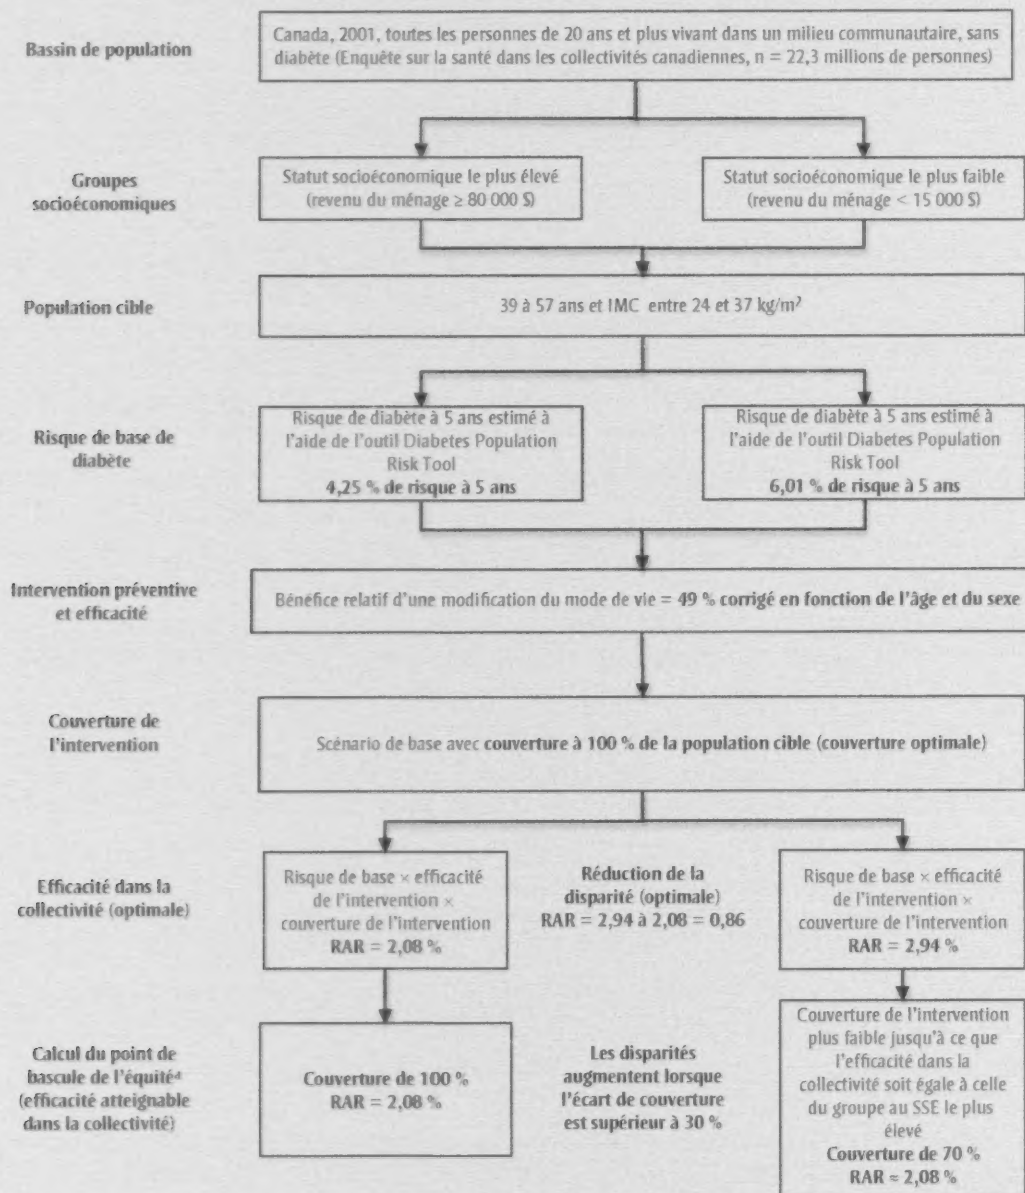 Bassin de population
Canada, 2001, toutes les personnes de 20 ans et plus vivant dans un milieu communautaire, sans
diabète (Enquête sur la santé dans les collectivités canadiennes, n = 22,3 millions de personnes)
Groupes
socioéconomiques
Statut socioéconomique le plus élevé
(revenu du ménage ≥ 80 000 $)
Statut socioéconomique le plus faible
(revenu du ménage < 15 000 $)
Population cible
39 à 57 ans et IMC entre 24 et 37 kg/m²
Risque de base de
diabète
Risque de diabète à 5 ans estimé à
l'aide de l'outil Diabetes Population
Risk Tool
4,25 % de risque à 5 ans
Risque de diabète à 5 ans estimé à
l'aide de l'outil Diabetes Population
Risk Tool
6,01 % de risque à 5 ans
Intervention préventive
et efficacité
Bénéfice relatif d'une modification du mode de vie = 49 % corrigé en fonction de l'âge et du sexe
Couverture de
l'intervention
Scénario de base avec couverture à 100 % de la population cible (couverture optimale)
Efficacité dans la
collectivité (optimale)
Risque de base × efficacité
de l'intervention ×
couverture de l'intervention
RAR = 2,08 %
Réduction de la
disparité (optimale)
RAR = 2,94 à 2,08 = 0,86
Risque de base × efficacité
de l'intervention ×
couverture de l'intervention
RAR = 2,94 %
Calcul du point de
bascule de l'équité⁴
(efficacité atteignable
dans la collectivité)
Couverture de 100 %
RAR = 2,08 %
Les disparités
augmentent lorsque
l'écart de couverture
est supérieur à 30 %
Couverture de l'intervention
plus faible jusqu'à ce que
l'efficacité dans la
collectivité soit égale à celle
du groupe au SSE le plus
élevé
Couverture de 70 %
RAR ≈ 2,08 %